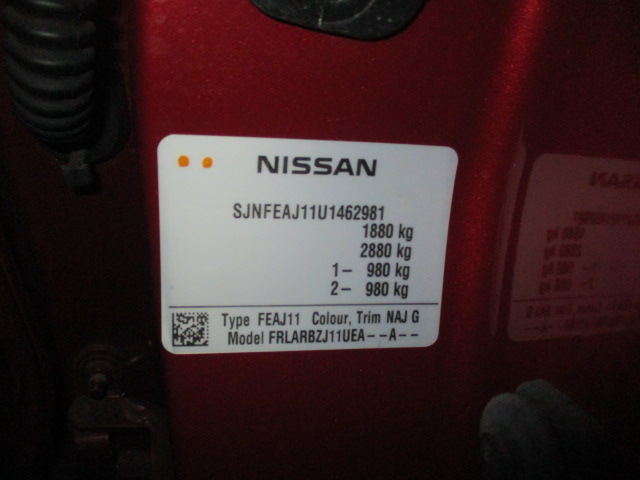 NISSAN
SJNFEAJ11U1462981
1880 kg
2880 kg
1- 980 kg
2- 980 kg
Type FEAJ11 Colour, Trim NAJ G
Model FRLARBZJ11UEA--A--